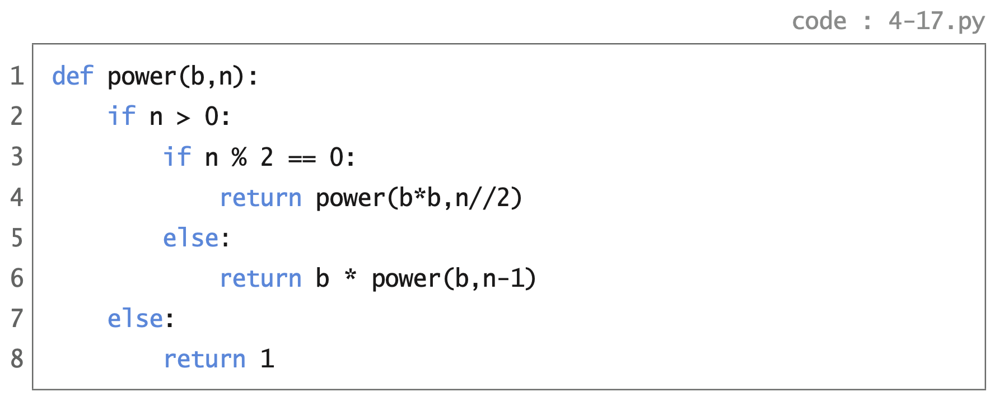 code : 4-17.py
1 def power(b,n):
2     if n > 0:
3         if n % 2 == 0:
4             return power(b*b,n//2)
5         else:
6             return b * power(b,n-1)
7     else:
8         return 1